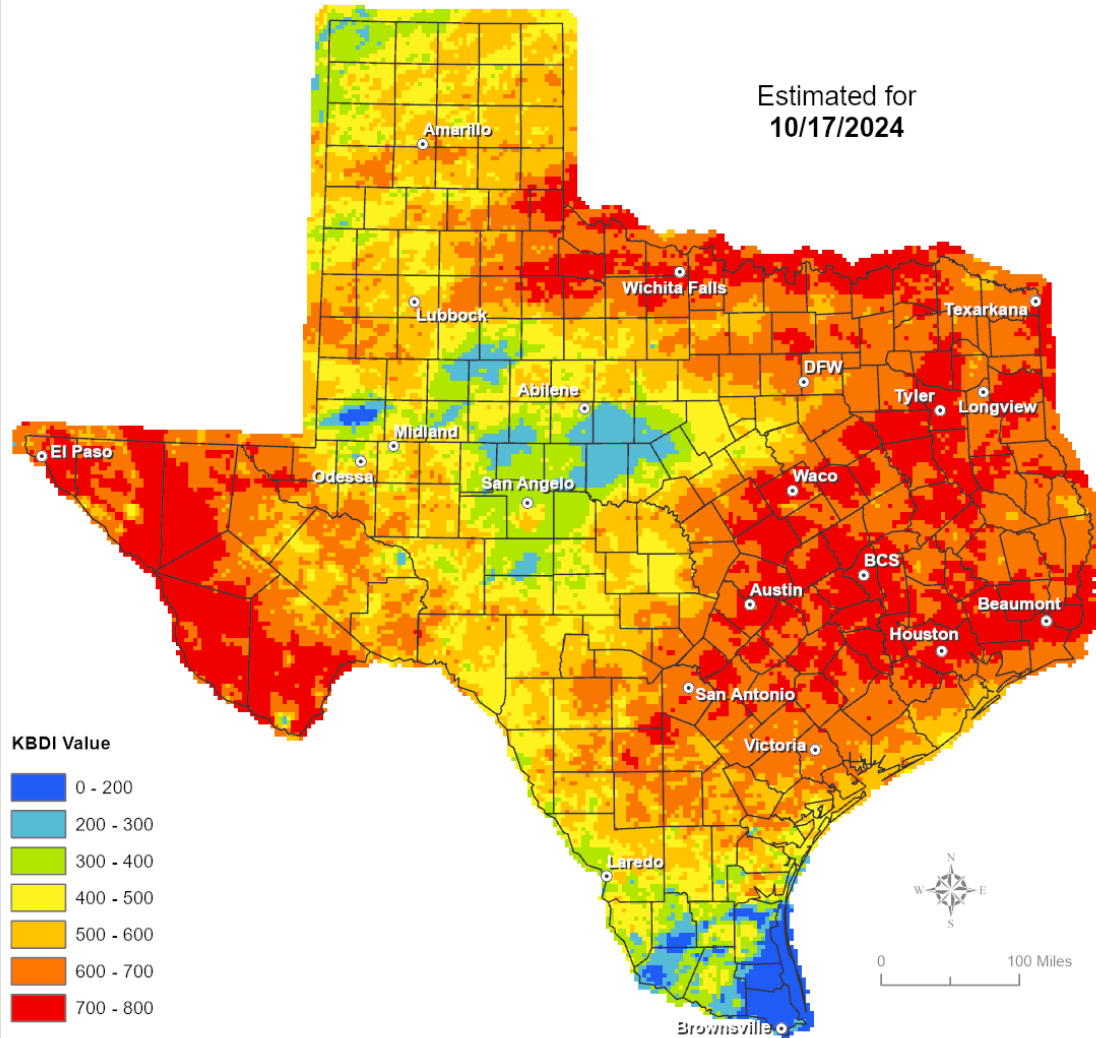 Estimated for
10/17/2024
Amarillo
Wichita Falls
Texarkana
Lubbock
DFW
Abilene
Tyler
Longview
Midland
El Paso
Odessa
San Angelo
Waco
BCS
Austin
Beaumont
Houston
San Antonio
Victoria
Laredo
Brownsville
KBDI Value
0 - 200
200 - 300
300 - 400
400 - 500
500 - 600
600 - 700
700 - 800
N
W E
S
0 100 Miles